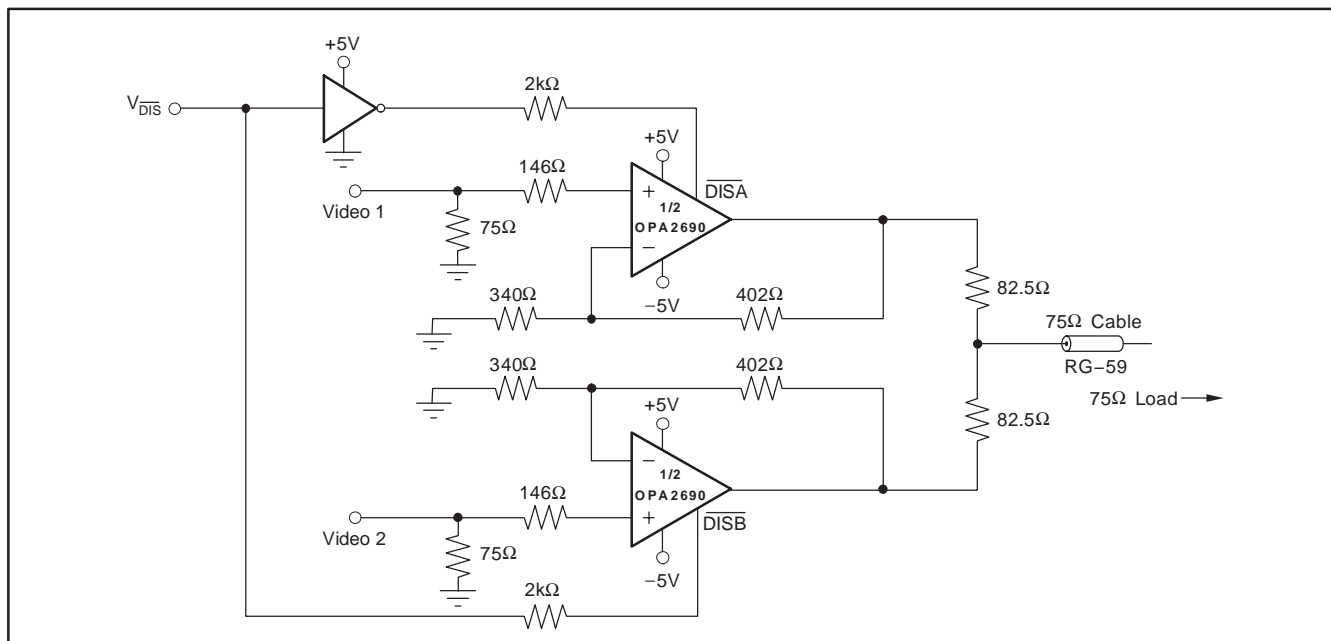 +5V
V
DIS
2kΩ
+5V
146Ω
DISA
Video 1
+
1/2
OPA2690
−
75Ω
−5V
340Ω
402Ω
82.5Ω
75Ω Cable
RG−59
340Ω
402Ω
75Ω Load
82.5Ω
+5V
−
1/2
OPA2690
146Ω
+
DISB
Video 2
75Ω
−5V
2kΩ